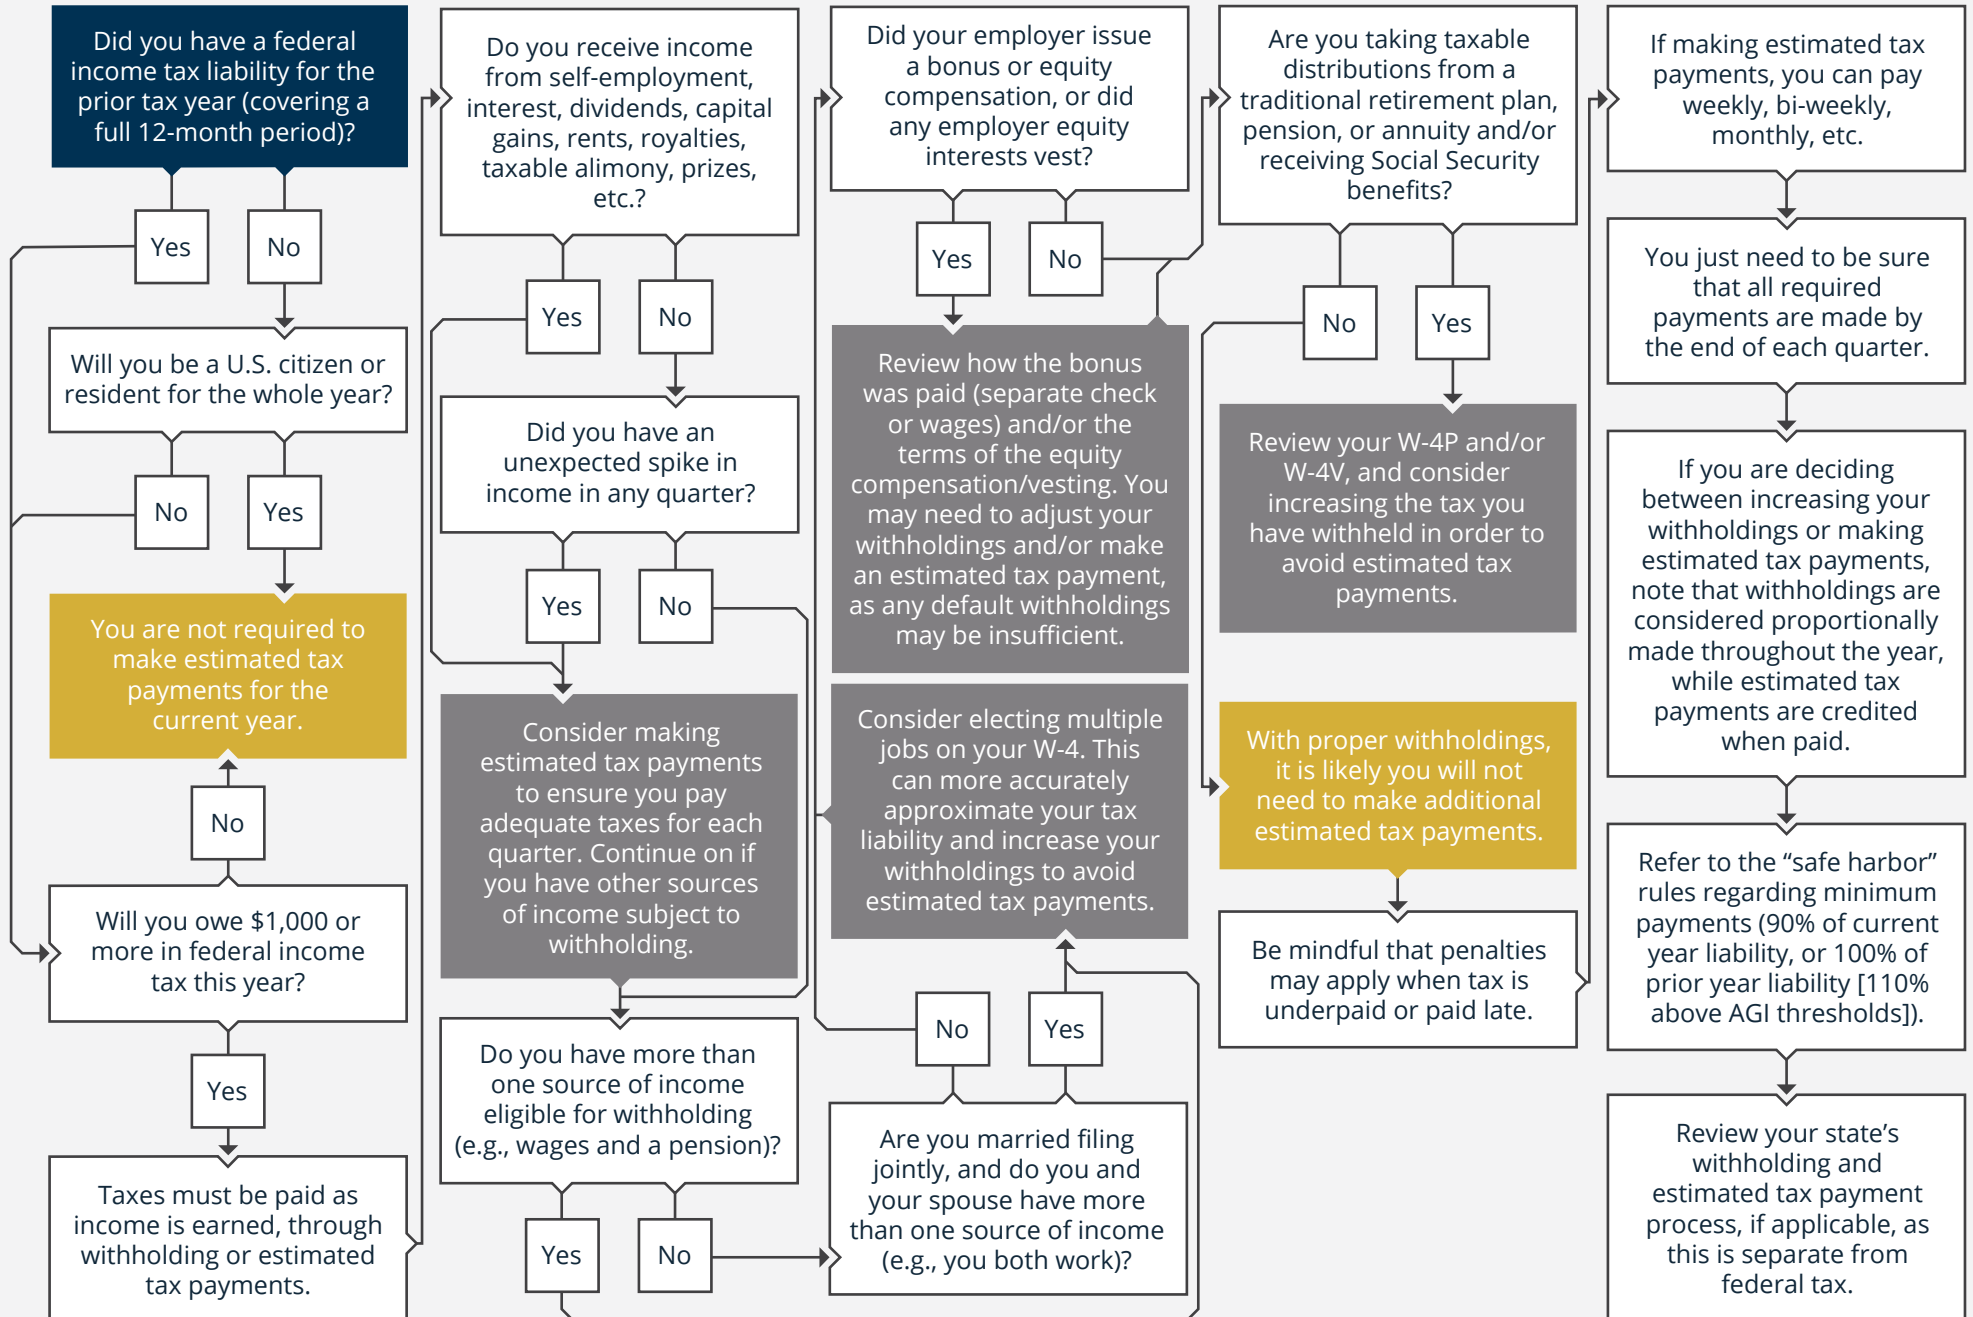 Did you have a federal
income tax liability for the
prior tax year (covering a
full 12-month period)?
Yes
No
Will you be a U.S. citizen or
resident for the whole year?
No
Yes
You are not required to
make estimated tax
payments for the
current year.
No
Will you owe $1,000 or
more in federal income
tax this year?
Yes
Taxes must be paid as
income is earned, through
withholding or estimated
tax payments.
Do you receive income
from self-employment,
interest, dividends, capital
gains, rents, royalties,
taxable alimony, prizes,
etc.?
Yes
No
Did you have an
unexpected spike in
income in any quarter?
Yes
No
Consider making
estimated tax payments
to ensure you pay
adequate taxes for each
quarter. Continue on if
you have other sources
of income subject to
withholding.
Do you have more than
one source of income
eligible for withholding
(e.g., wages and a pension)?
Yes
No
Did your employer issue
a bonus or equity
compensation, or did
any employer equity
interests vest?
Yes
No
Review how the bonus
was paid (separate check
or wages) and/or the
terms of the equity
compensation/vesting. You
may need to adjust your
withholdings and/or make
an estimated tax payment,
as any default withholdings
may be insufficient.
Consider electing multiple
jobs on your W-4. This
can more accurately
approximate your tax
liability and increase your
withholdings to avoid
estimated tax payments.
No
Yes
Are you married filing
jointly, and do you and
your spouse have more
than one source of income
(e.g., you both work)?
Are you taking taxable
distributions from a
traditional retirement plan,
pension, or annuity and/or
receiving Social Security
benefits?
No
Yes
Review your W-4P and/or
W-4V, and consider
increasing the tax you
have withheld in order to
avoid estimated tax
payments.
With proper withholdings,
it is likely you will not
need to make additional
estimated tax payments.
Be mindful that penalties
may apply when tax is
underpaid or paid late.
If making estimated tax
payments, you can pay
weekly, bi-weekly,
monthly, etc.
You just need to be sure
that all required
payments are made by
the end of each quarter.
If you are deciding
between increasing your
withholdings or making
estimated tax payments,
note that withholdings are
considered proportionally
made throughout the year,
while estimated tax
payments are credited
when paid.
Refer to the “safe harbor”
rules regarding minimum
payments (90% of current
year liability, or 100% of
prior year liability [110%
above AGI thresholds]).
Review your state’s
withholding and
estimated tax payment
process, if applicable, as
this is separate from
federal tax.